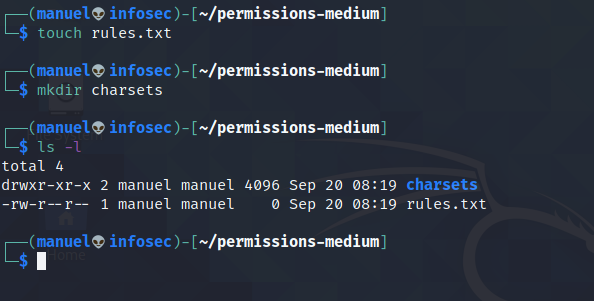 ┌──(manuel💀infosec)-[~/permissions-medium]
└─$ touch rules.txt
┌──(manuel💀infosec)-[~/permissions-medium]
└─$ mkdir charsets
┌──(manuel💀infosec)-[~/permissions-medium]
└─$ ls -l
total 4
drwxr-xr-x 2 manuel manuel 4096 Sep 20 08:19 charsets
-rw-r--r-- 1 manuel manuel    0 Sep 20 08:19 rules.txt
┌──(manuel💀infosec)-[~/permissions-medium]
└─$
Home